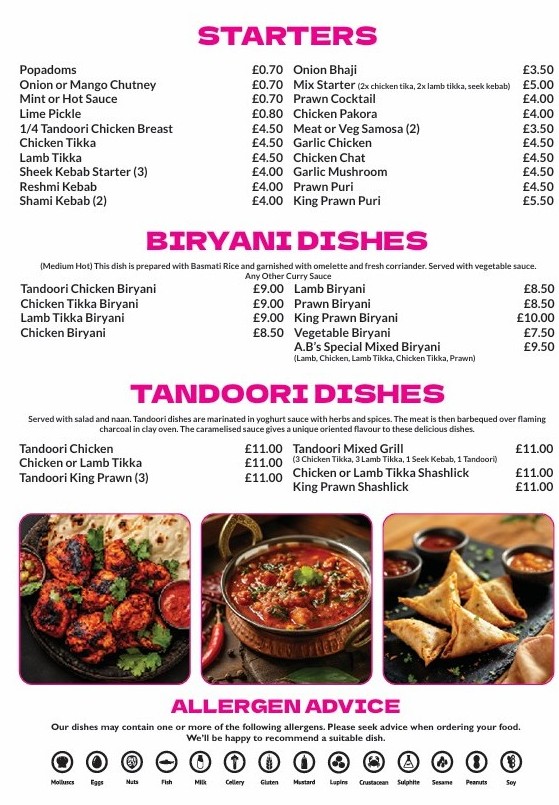 STARTERS
Popadoms £0.70
Onion or Mango Chutney £0.70
Mint or Hot Sauce £0.70
Lime Pickle £0.80
1/4 Tandoori Chicken Breast £4.50
Chicken Tikka £4.50
Lamb Tikka £4.50
Sheek Kebab Starter (3) £4.00
Reshmi Kebab £4.00
Shami Kebab (2) £4.00
Onion Bhaji £3.50
Mix Starter (2x chicken tika, 2x lamb tikka, seek kebab) £5.00
Prawn Cocktail £4.00
Chicken Pakora £4.00
Meat or Veg Samosa (2) £3.50
Garlic Chicken £4.50
Chicken Chat £4.50
Garlic Mushroom £4.50
Prawn Puri £4.50
King Prawn Puri £5.50
BIRYANI DISHES
(Medium Hot) This dish is prepared with Basmati Rice and garnished with omelette and fresh corriander. Served with vegetable sauce.
Any Other Curry Sauce
Tandoori Chicken Biryani £9.00
Chicken Tikka Biryani £9.00
Lamb Tikka Biryani £9.00
Chicken Biryani £8.50
Lamb Biryani £8.50
Prawn Biryani £8.50
King Prawn Biryani £10.00
Vegetable Biryani £7.50
A.B's Special Mixed Biryani £9.50
(Lamb, Chicken, Lamb Tikka, Chicken Tikka, Prawn)
TANDOORI DISHES
Served with salad and naan. Tandoori dishes are marinated in yoghurt sauce with herbs and spices. The meat is then barbequed over flaming
charcoal in clay oven. The caramelised sauce gives a unique oriented flavour to these delicious dishes.
Tandoori Chicken £11.00
Chicken or Lamb Tikka £11.00
Tandoori King Prawn (3) £11.00
Tandoori Mixed Grill £11.00
(3 Chicken Tikka, 3 Lamb Tikka, 1 Seek Kebab, 1 Tandoori)
Chicken or Lamb Tikka Shashlick £11.00
King Prawn Shashlick £11.00
ALLERGEN ADVICE
Our dishes may contain one or more of the following allergens. Please seek advice when ordering your food.
We'll be happy to recommend a suitable dish.
Molluscs Eggs Nuts Fish Milk Cellery Gluten Mustard Lupins Crustacean Sulphite Sesame Peanuts Soy